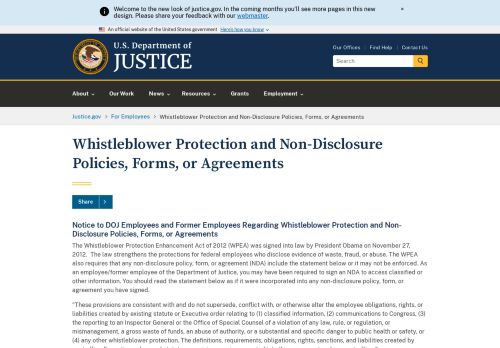 Welcome to the new look of justice.gov. In the coming months you'll see more pages in this new
design. Please share your feedback with our webmaster.
×
An official website of the United States government Here's how you know
U.S. Department of
JUSTICE
Our Offices | Find Help | Contact Us
Search
About Our Work News Resources Grants Employment
Justice.gov > For Employees > Whistleblower Protection and Non-Disclosure Policies, Forms, or Agreements
Whistleblower Protection and Non-Disclosure
Policies, Forms, or Agreements
Share >
Notice to DOJ Employees and Former Employees Regarding Whistleblower Protection and Non-
Disclosure Policies, Forms, or Agreements
The Whistleblower Protection Enhancement Act of 2012 (WPEA) was signed into law by President Obama on November 27,
2012. The law strengthens the protections for federal employees who disclose evidence of waste, fraud, or abuse. The WPEA
also requires that any non-disclosure policy, form, or agreement (NDA) include the statement below or it may not be enforced. As
an employee/former employee of the Department of Justice, you may have been required to sign an NDA to access classified or
other information. You should read the statement below as if it were incorporated into any non-disclosure policy, form, or
agreement you have signed.
"These provisions are consistent with and do not supersede, conflict with, or otherwise alter the employee obligations, rights, or
liabilities created by existing statute or Executive order relating to (1) classified information, (2) communications to Congress, (3)
the reporting to an Inspector General or the Office of Special Counsel of a violation of any law, rule, or regulation, or
mismanagement, a gross waste of funds, an abuse of authority, or a substantial and specific danger to public health or safety, or
(4) any other whistleblower protection. The definitions, requirements, obligations, rights, sanctions, and liabilities created by